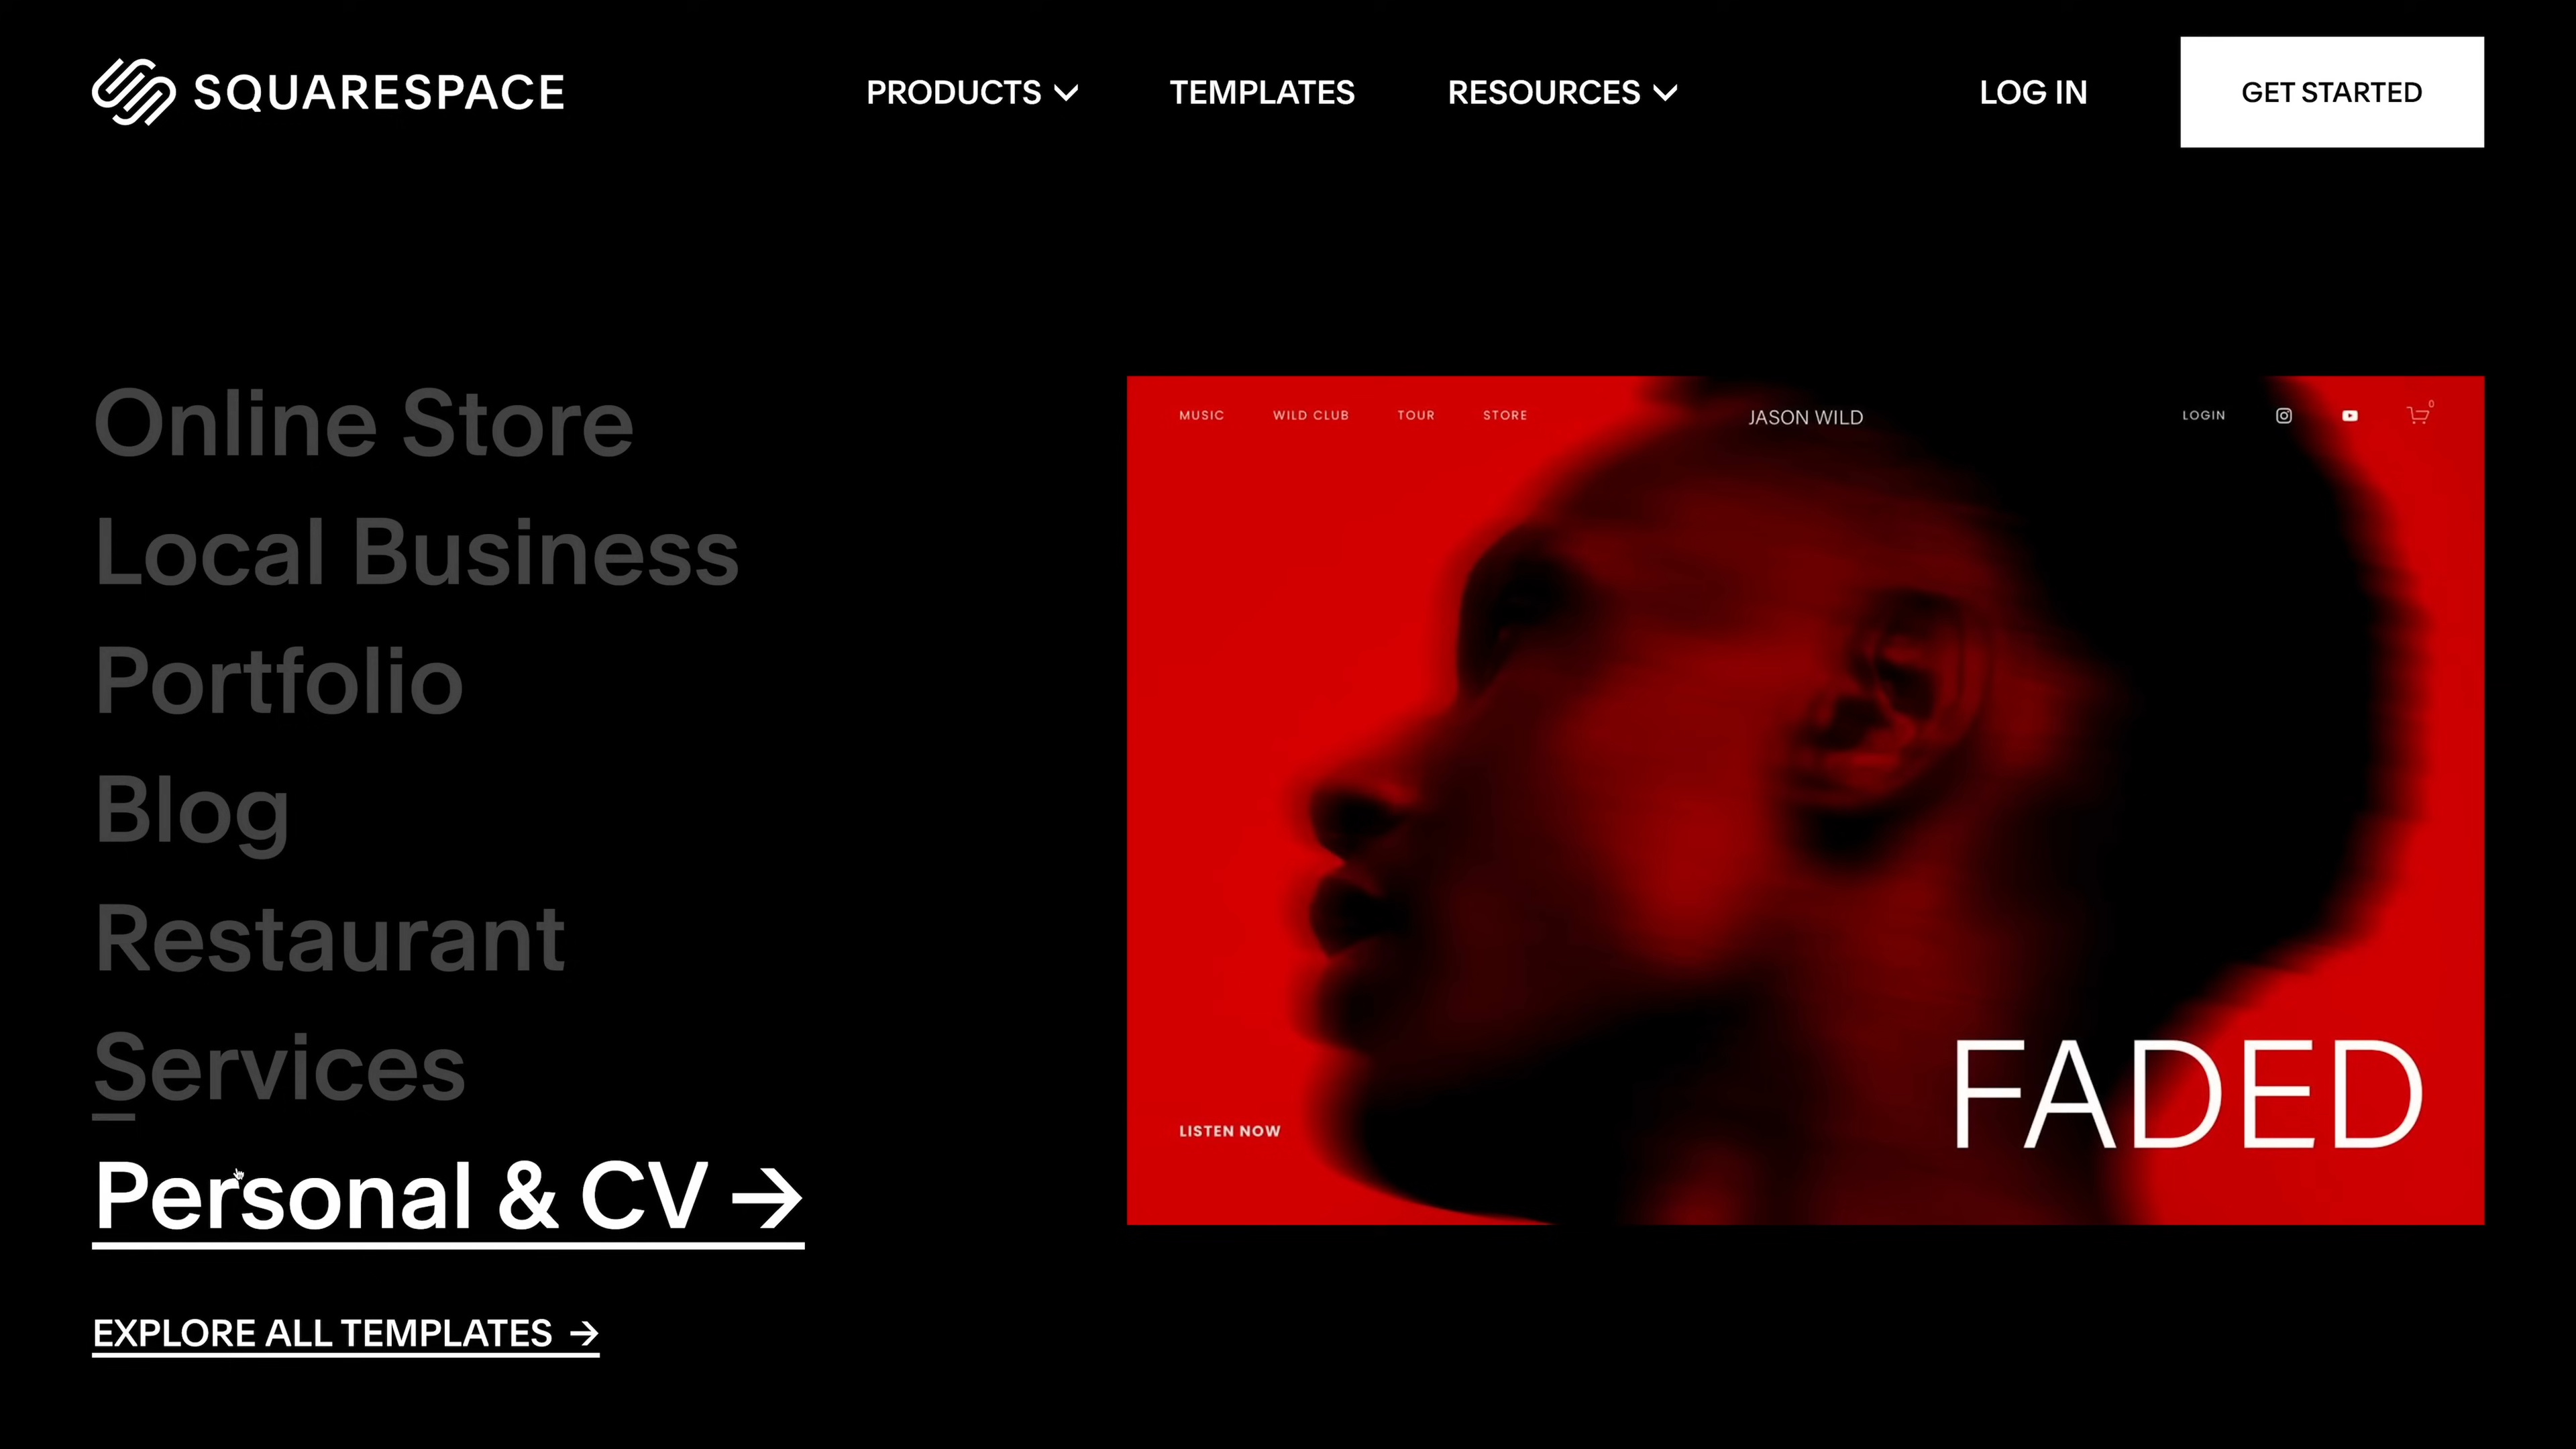 SQUARESPACE
PRODUCTS
TEMPLATES
RESOURCES
LOG IN
GET STARTED
Online Store
Local Business
Portfolio
Blog
Restaurant
Services
Personal & CV →
EXPLORE ALL TEMPLATES →
MUSIC
WILD CLUB
TOUR
STORE
JASON WILD
LOGIN
0
LISTEN NOW
FADED